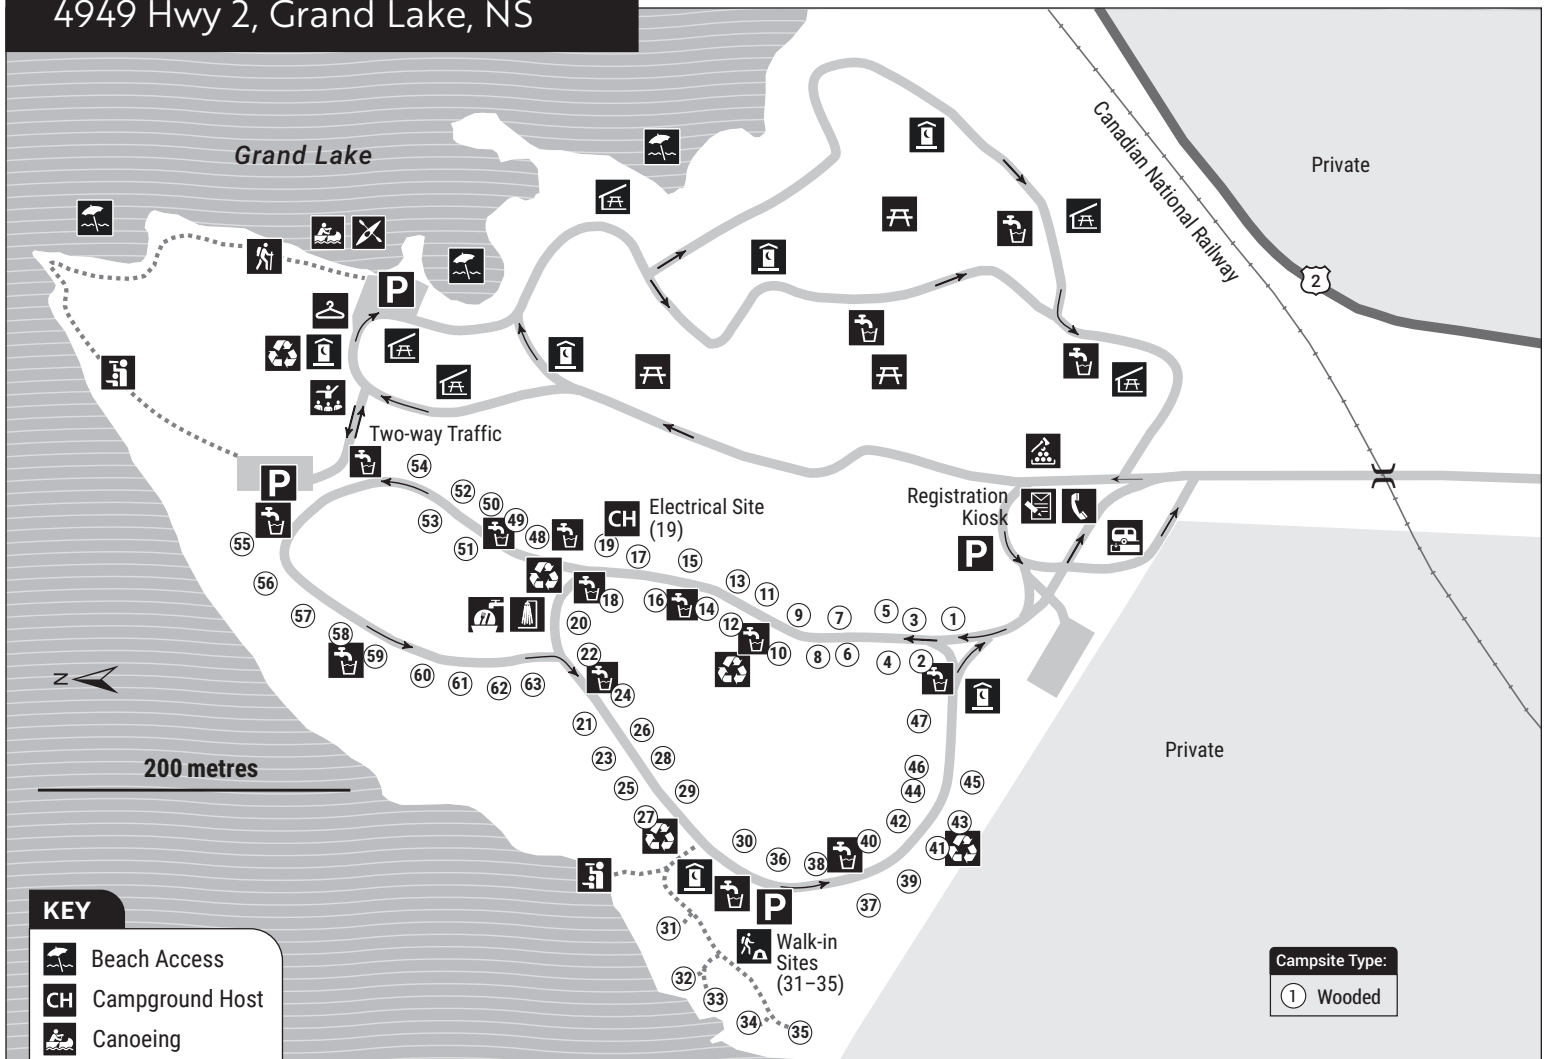 4949 Hwy 2, Grand Lake, NS
Grand Lake
Canadian National Railway
Private
2
P
Two-way Traffic
P
54
52
50
49
48
53
51
CH
Electrical Site
(19)
19
17
15
13
11
9
7
5
3
1
Registration
Kiosk
P
55
56
57
58
59
60
61
62
63
18
16
14
12
10
8
6
4
2
20
22
24
21
23
25
27
26
28
29
30
36
38
40
42
44
46
47
45
43
41
39
37
N
200 metres
Private
P
Walk-in
Sites
(31–35)
31
32
33
34
35
KEY
Beach Access
CH Campground Host
Canoeing
Campsite Type:
1 Wooded